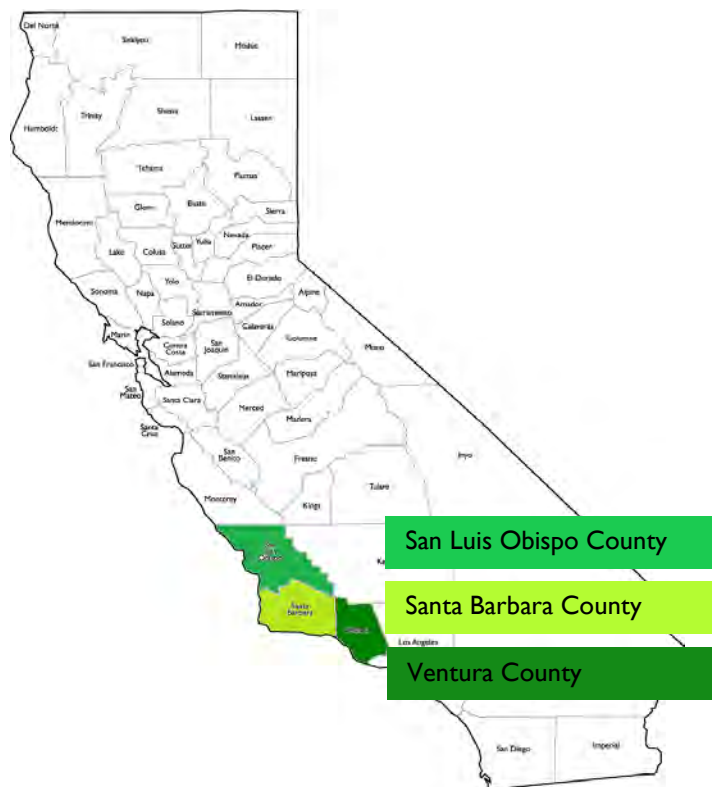 Del Norte
Siskiyou
Modoc
Humboldt
Trinity
Shasta
Lassen
Tehama
Plumas
Mendocino
Glenn
Butte
Sierra
Lake
Colusa
Sutter
Yuba
Nevada
Placer
Sonoma
Napa
Yolo
El Dorado
Alpine
Sacramento
Amador
Solano
Calaveras
Marin
Contra
Costa
San
Joaquin
Tuolumne
Mono
San Francisco
Alameda
Stanislaus
Mariposa
San
Mateo
Santa Clara
Merced
Madera
Santa
Cruz
San
Benito
Fresno
Inyo
Monterey
Kings
Tulare
San Luis Obispo County
Santa
Barbara
Santa Barbara County
Los Angeles
Ventura County
San Diego
Imperial